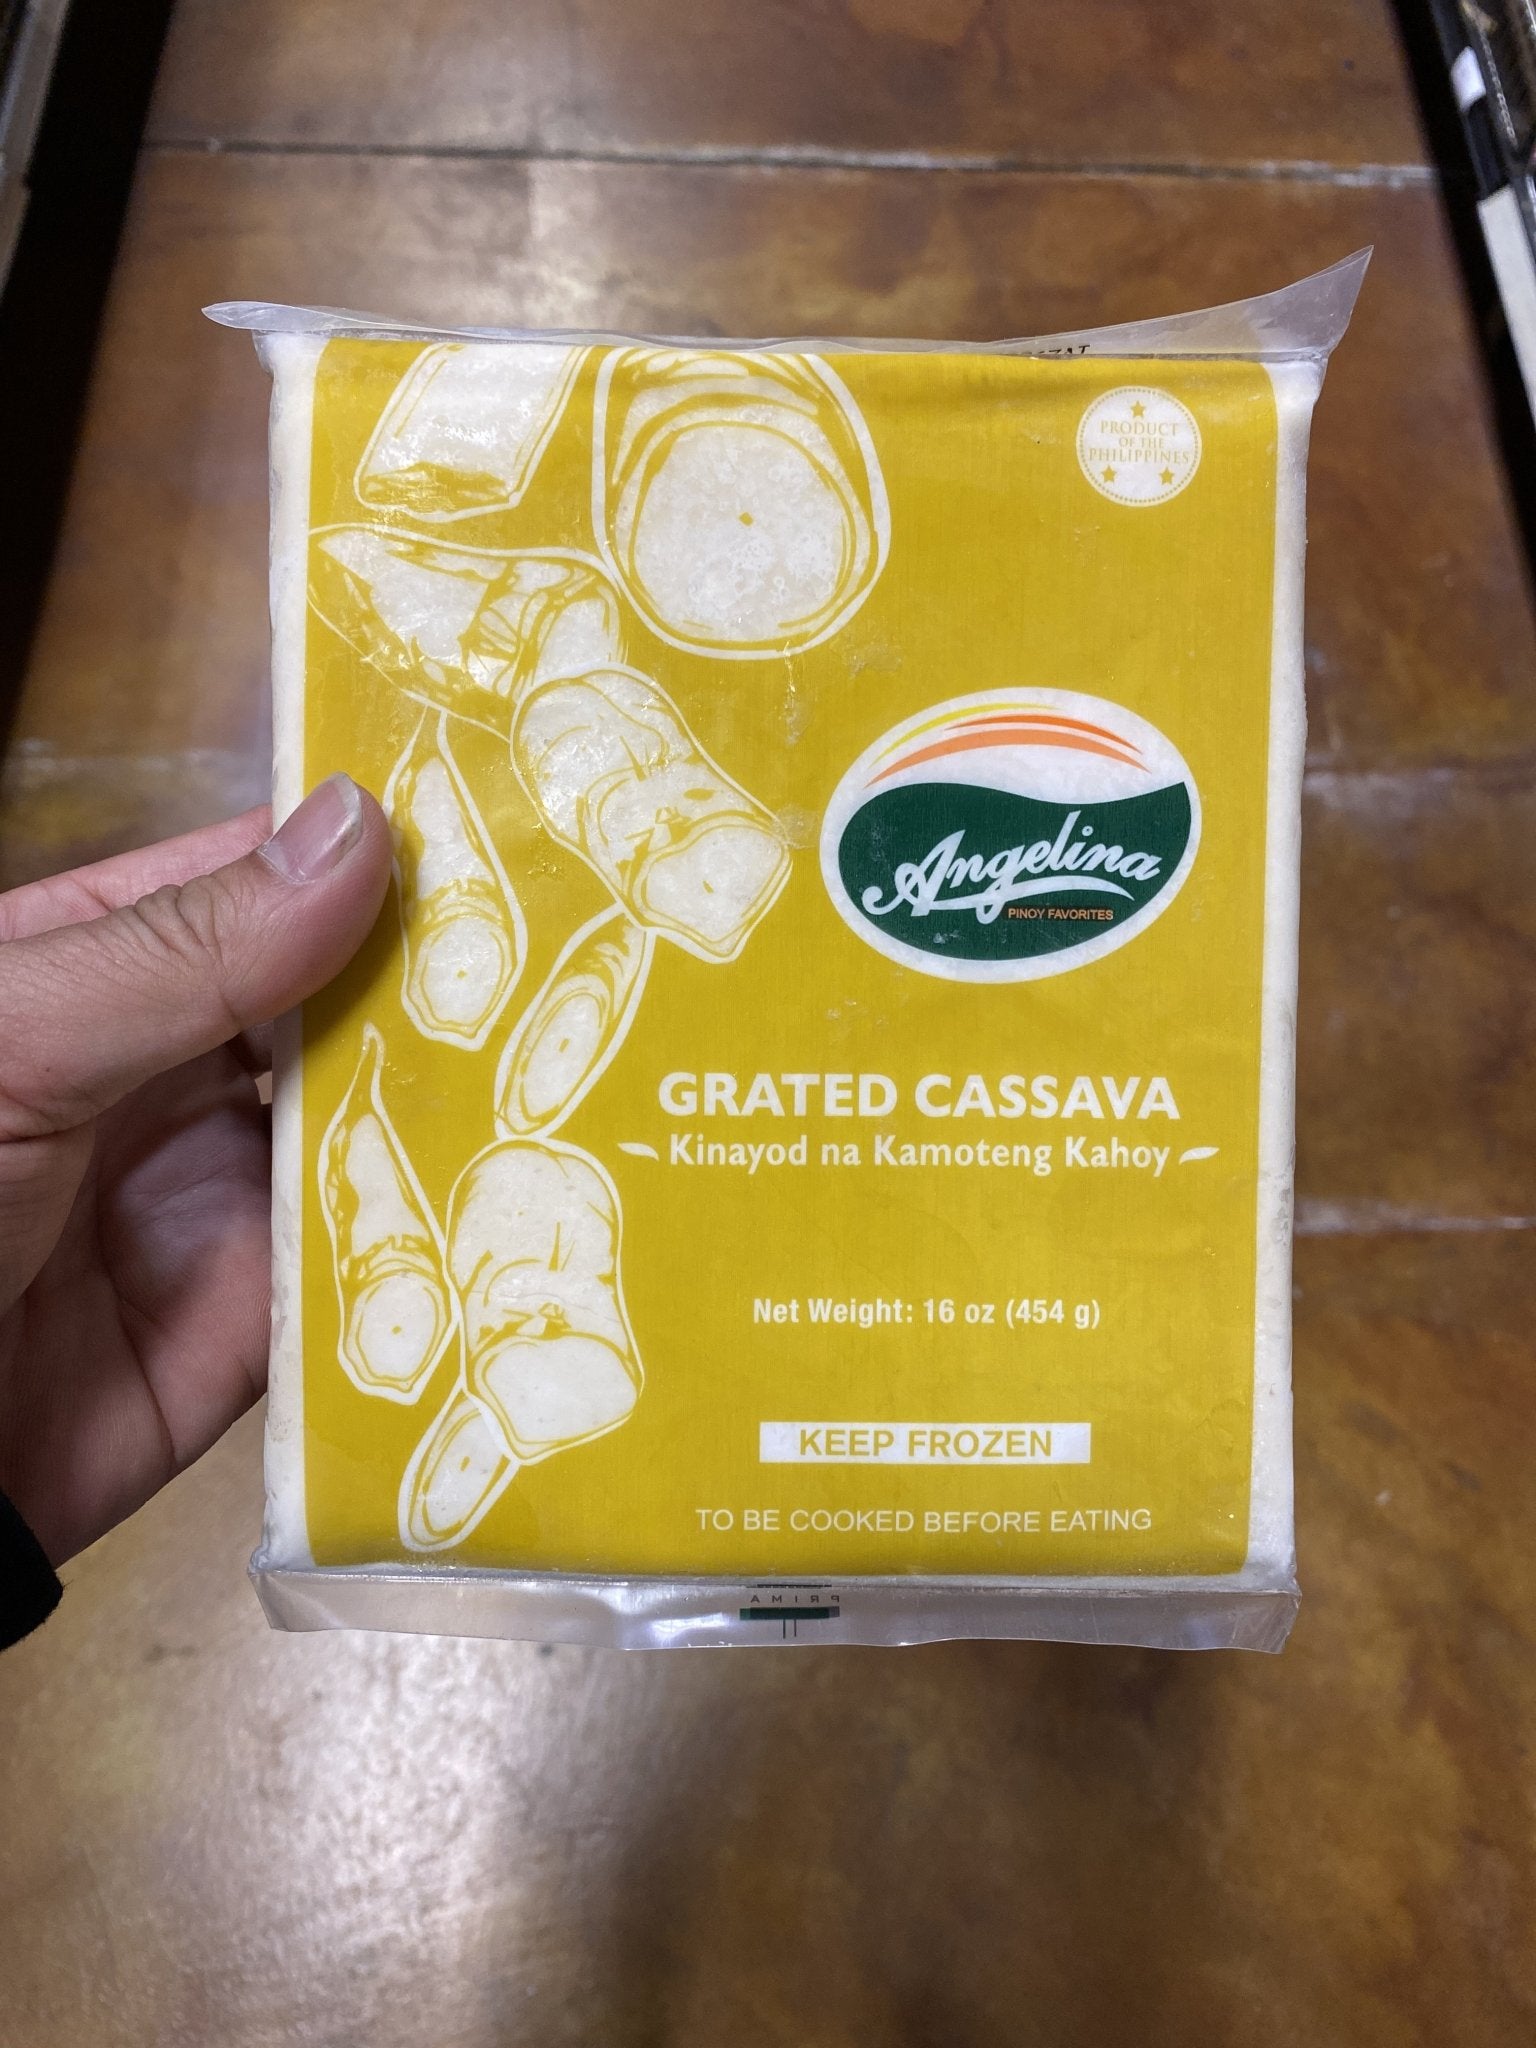 PRODUCT
OF THE
PHILIPPINES
Angelina
PINOY FAVORITES
GRATED CASSAVA
Kinayod na Kamoteng Kahoy
Net Weight: 16 oz (454 g)
KEEP FROZEN
TO BE COOKED BEFORE EATING
PRIMA